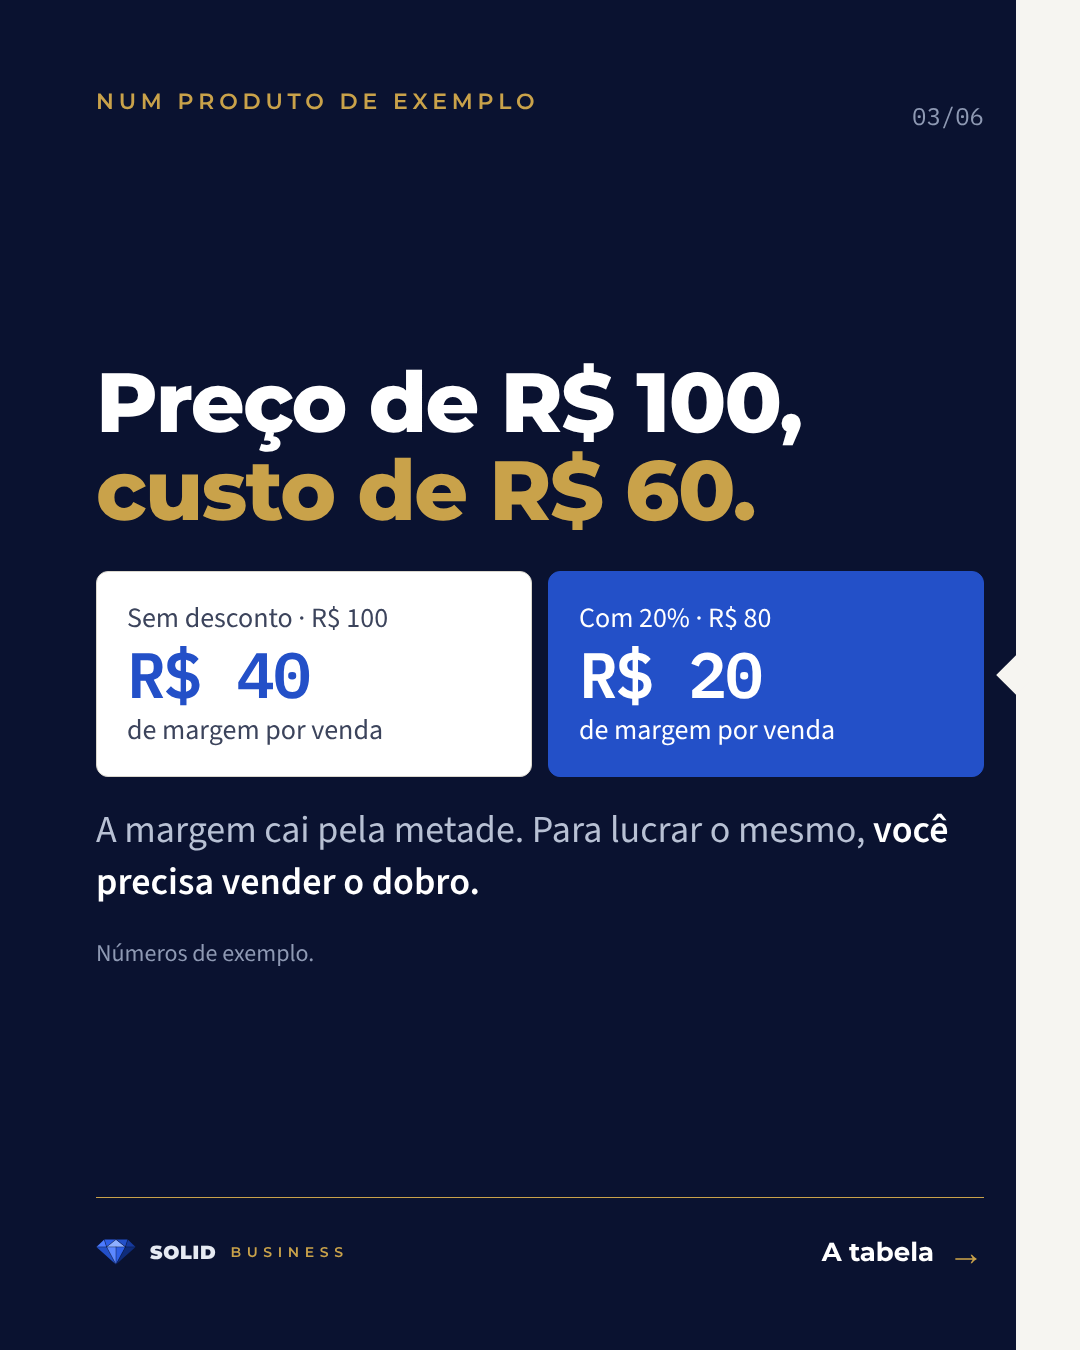 NUM PRODUTO DE EXEMPLO
03/06
Preço de R$ 100,
custo de R$ 60.
Sem desconto · R$ 100
R$ 40
de margem por venda
Com 20% · R$ 80
R$ 20
de margem por venda
A margem cai pela metade. Para lucrar o mesmo, você
precisa vender o dobro.
Números de exemplo.
SOLID BUSINESS
A tabela →